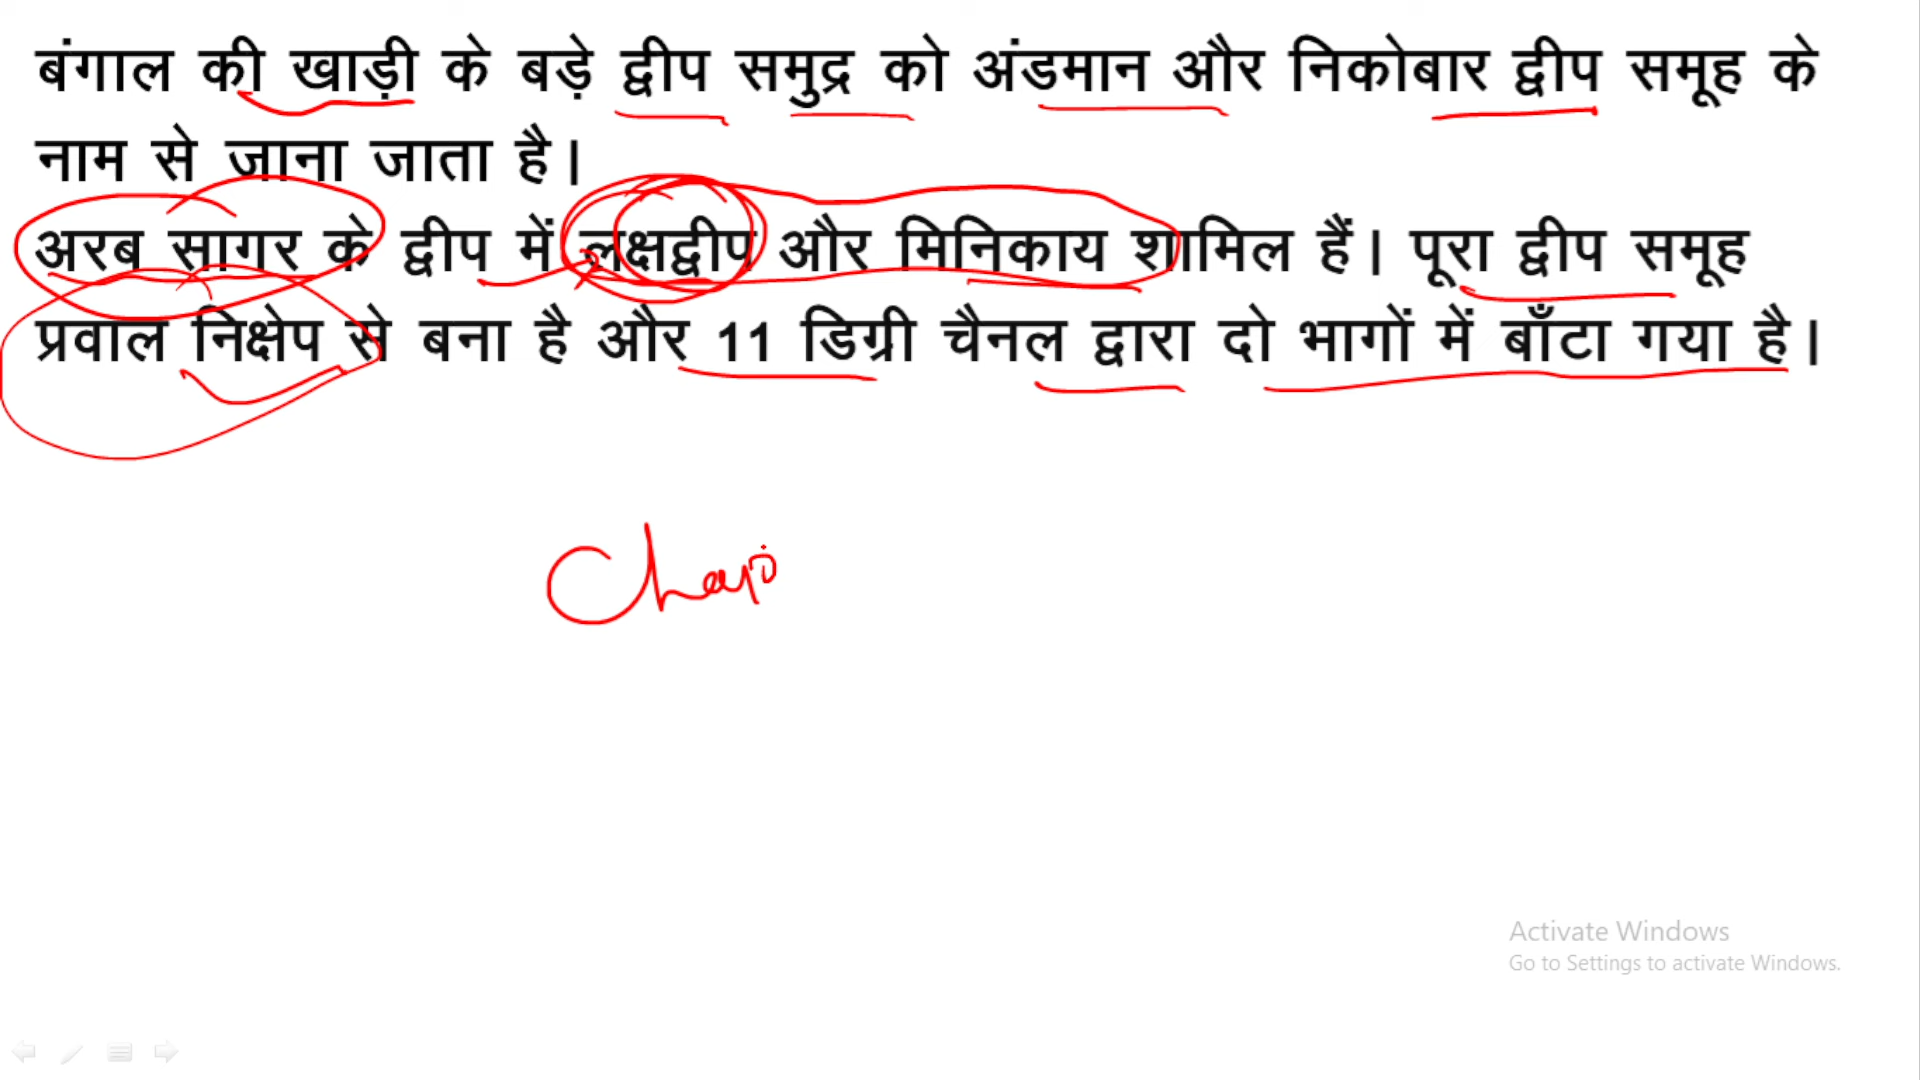 बंगाल की खाड़ी के बड़े द्वीप समुद्र को अंडमान और निकोबार द्वीप समूह के
नाम से जाना जाता है।
अरब सागर के द्वीप में लक्षद्वीप और मिनिकाय शामिल हैं। पूरा द्वीप समूह
प्रवाल निक्षेप से बना है और 11 डिग्री चैनल द्वारा दो भागों में बाँटा गया है।
Activate Windows
Go to Settings to activate Windows.